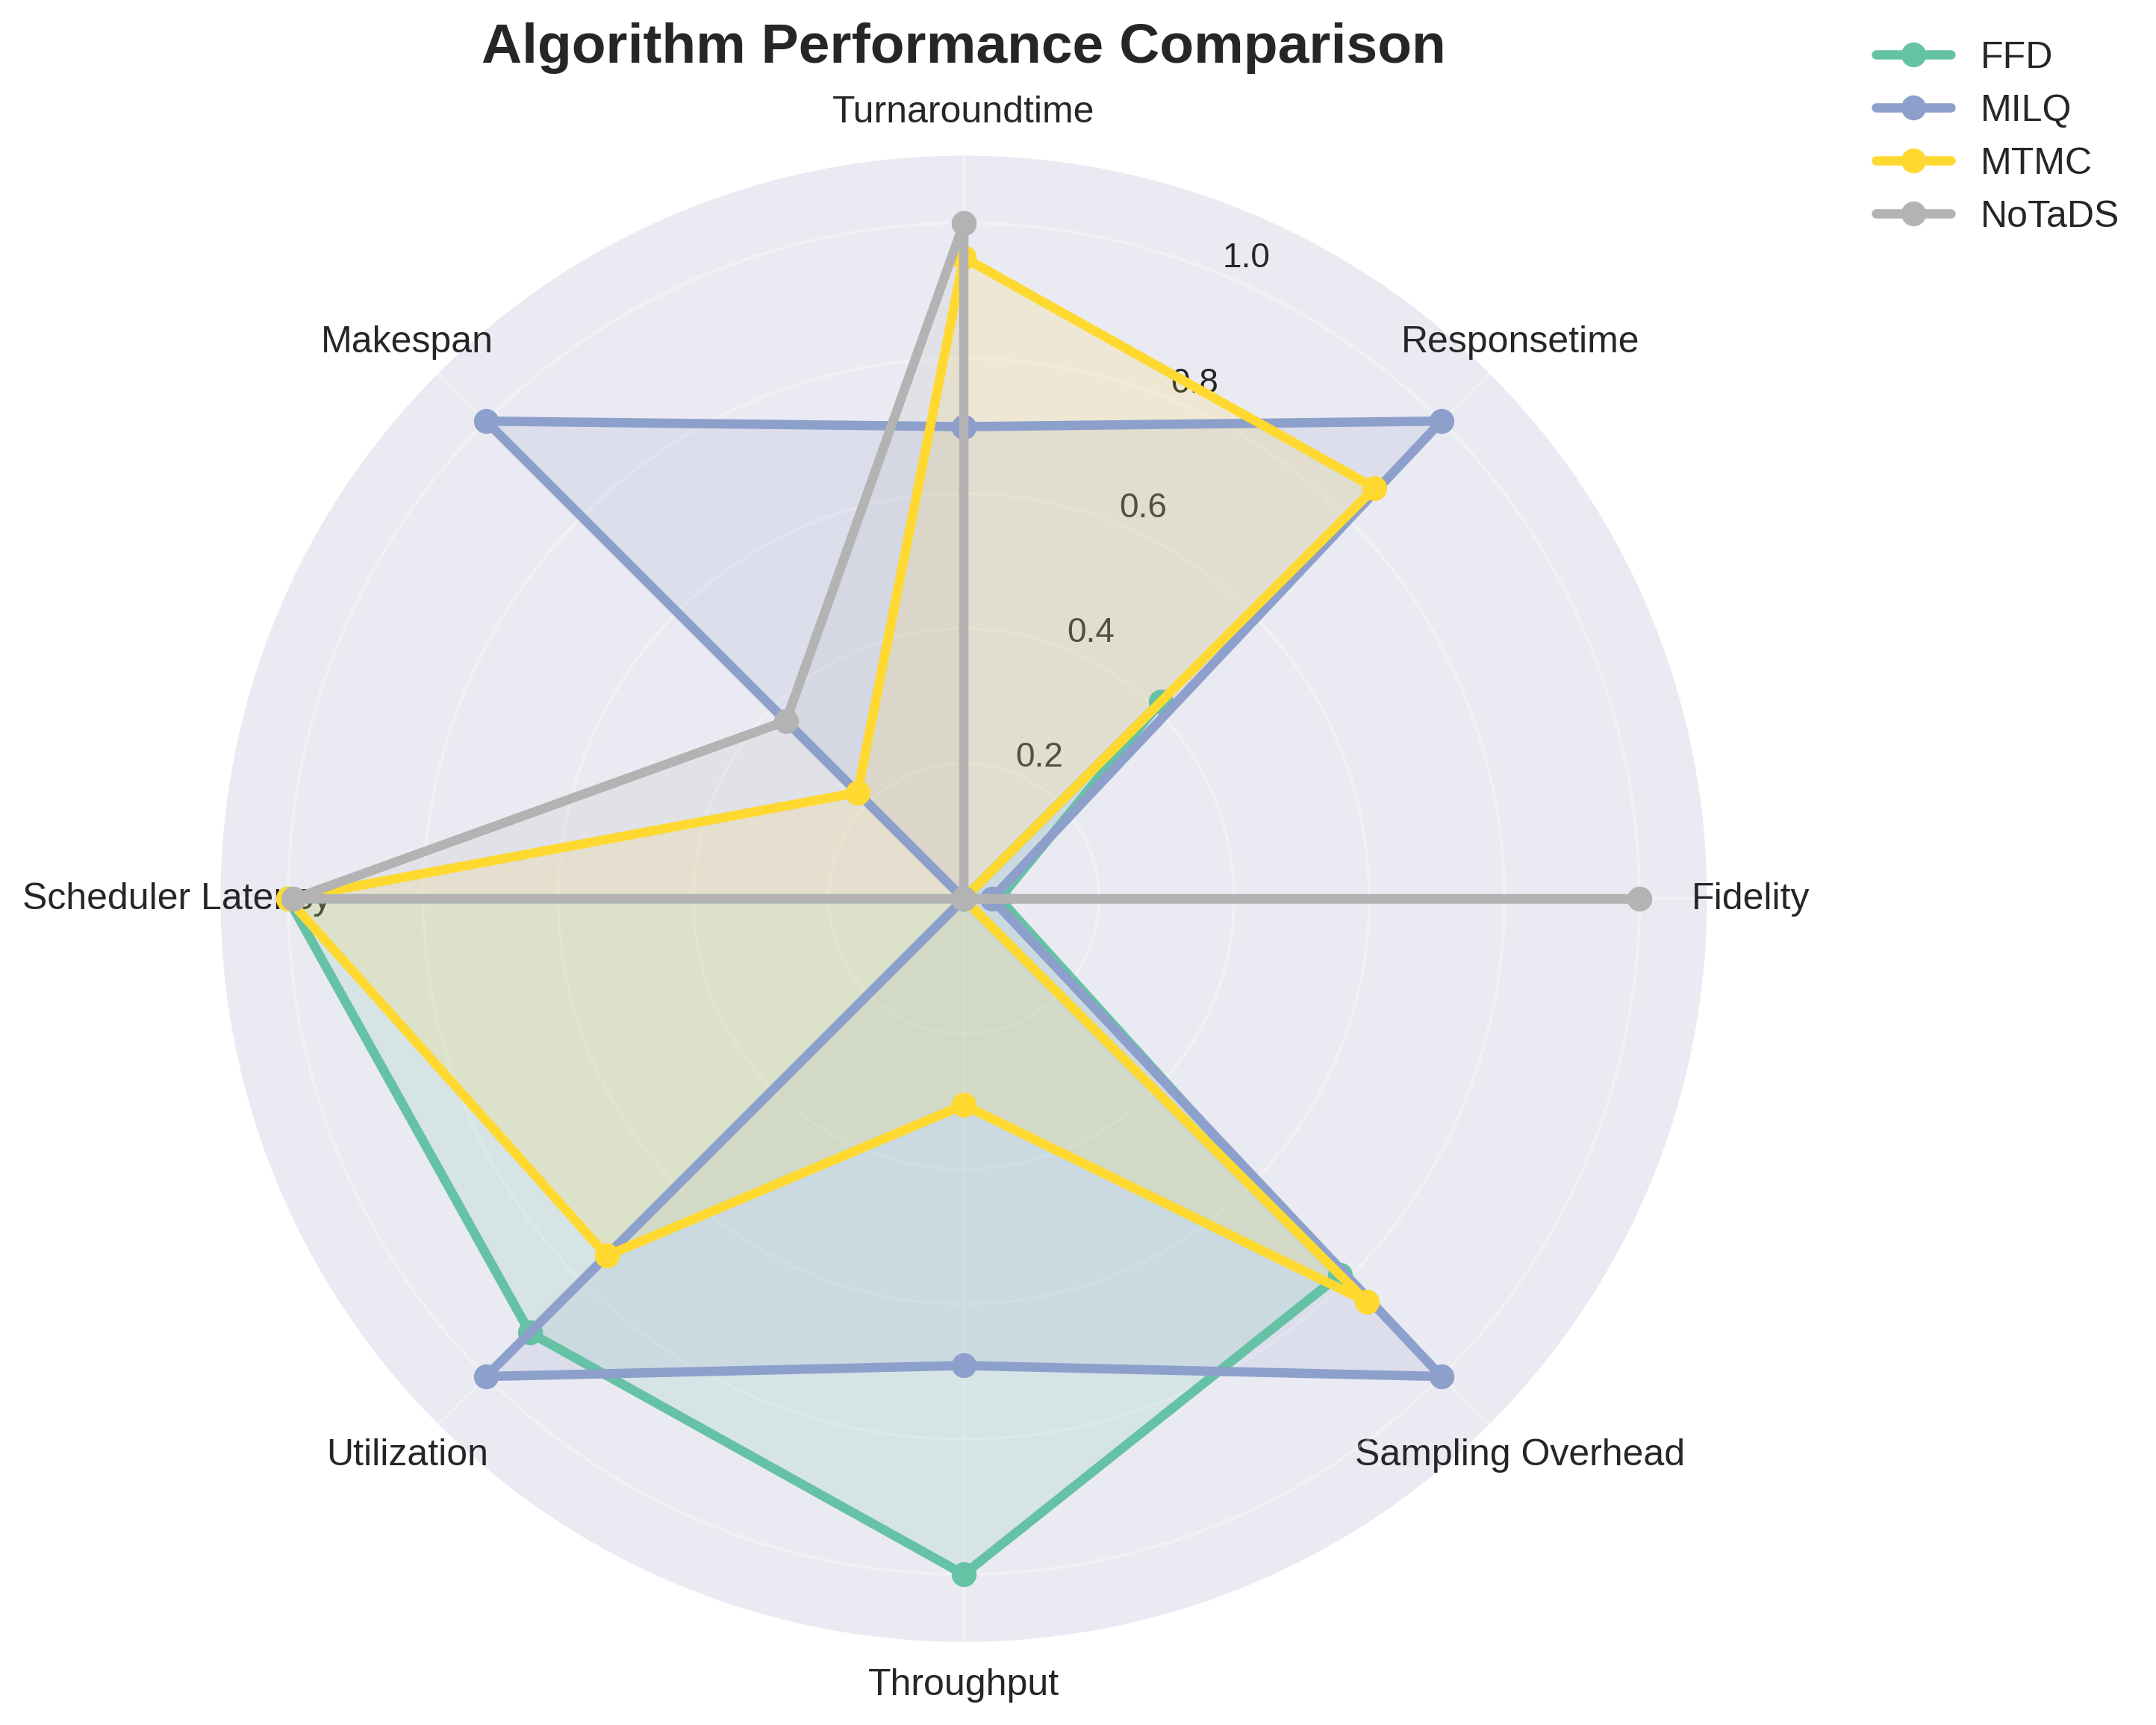 Algorithm Performance Comparison
FFD
MILQ
MTMC
NoTaDS
Turnaroundtime
1.0
Makespan
Responsetime
0.8
0.6
0.4
0.2
Scheduler Latency
Fidelity
Utilization
Sampling Overhead
Throughput